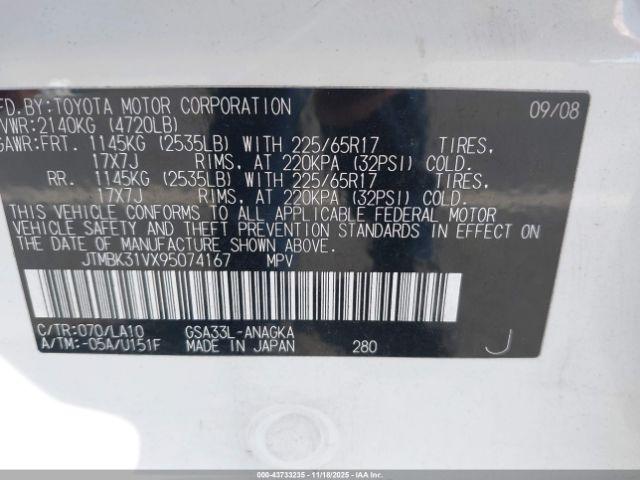 FD. BY: TOYOTA MOTOR CORPORATION 09/08
VWR: 2140KG (4720LB)
GAWR: FRT. 1145KG (2535LB) WITH 225/65R17 TIRES,
17X7J RIMS, AT 220KPA (32PSI) COLD.
RR. 1145KG (2535LB) WITH 225/65R17 TIRES,
17X7J RIMS, AT 220KPA (32PSI) COLD.
THIS VEHICLE CONFORMS TO ALL APPLICABLE FEDERAL MOTOR
VEHICLE SAFETY AND THEFT PREVENTION STANDARDS IN EFFECT ON
THE DATE OF MANUFACTURE SHOWN ABOVE.
JTMBK31VX95074167 MPV
C/TR: 070/LA10 GSA33L-ANAGKA
A/TM: -05A/U151F MADE IN JAPAN 280 J
000-43733235 - 11/18/2025 - IAAI.COM